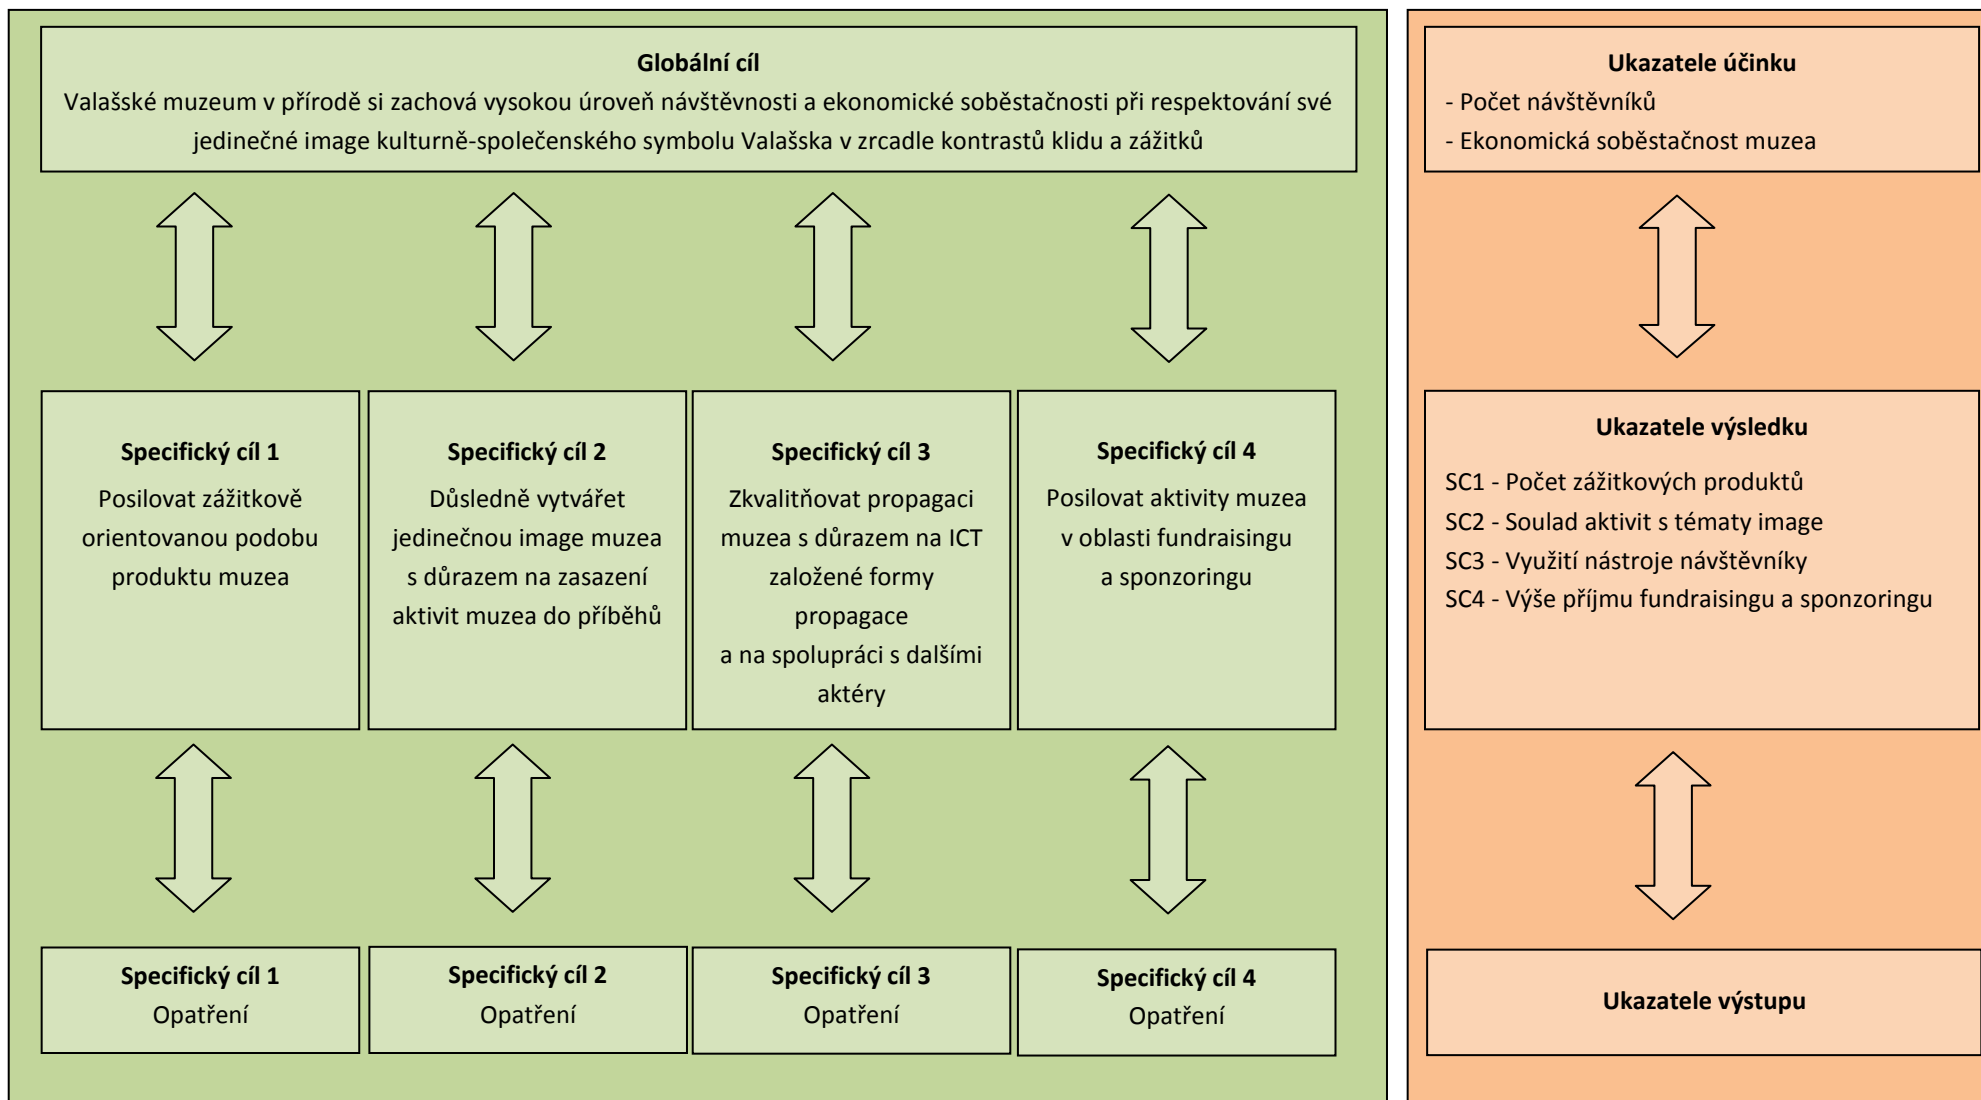 Globální cíl
Valašské muzeum v přírodě si zachová vysokou úroveň návštěvnosti a ekonomické soběstačnosti při respektování své
jedinečné image kulturně-společenského symbolu Valašska v zrcadle kontrastů klidu a zážitků
Specifický cíl 1
Posilovat zážitkově
orientovanou podobu
produktu muzea
Specifický cíl 2
Důsledně vytvářet
jedinečnou image muzea
s důrazem na zasazení
aktivit muzea do příběhů
Specifický cíl 3
Zkvalitňovat propagaci
muzea s důrazem na ICT
založené formy
propagace
a na spolupráci s dalšími
aktéry
Specifický cíl 4
Posilovat aktivity muzea
v oblasti fundraisingu
a sponzoringu
Specifický cíl 1
Opatření
Specifický cíl 2
Opatření
Specifický cíl 3
Opatření
Specifický cíl 4
Opatření
Ukazatele účinku
- Počet návštěvníků
- Ekonomická soběstačnost muzea
Ukazatele výsledku
SC1 - Počet zážitkových produktů
SC2 - Soulad aktivit s tématy image
SC3 - Využití nástroje návštěvníky
SC4 - Výše příjmu fundraisingu a sponzoringu
Ukazatele výstupu